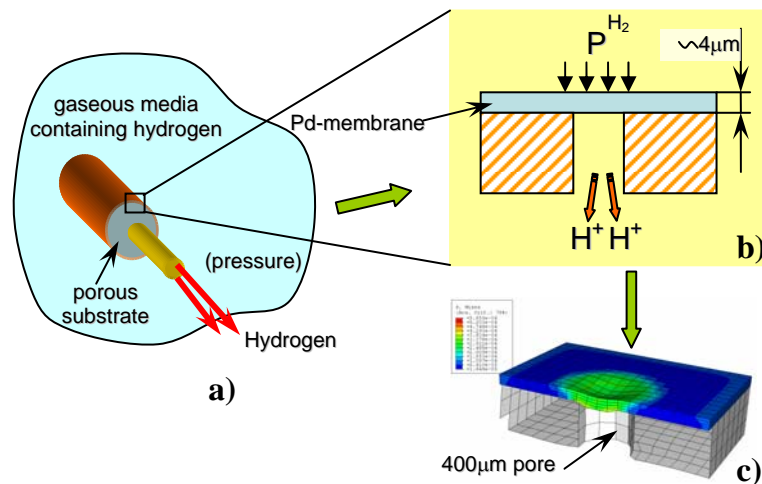 gaseous media
containing hydrogen
(pressure)
porous
substrate
Hydrogen
a)
P H2
~4μm
Pd-membrane
H+ H+
b)
400μm pore
c)